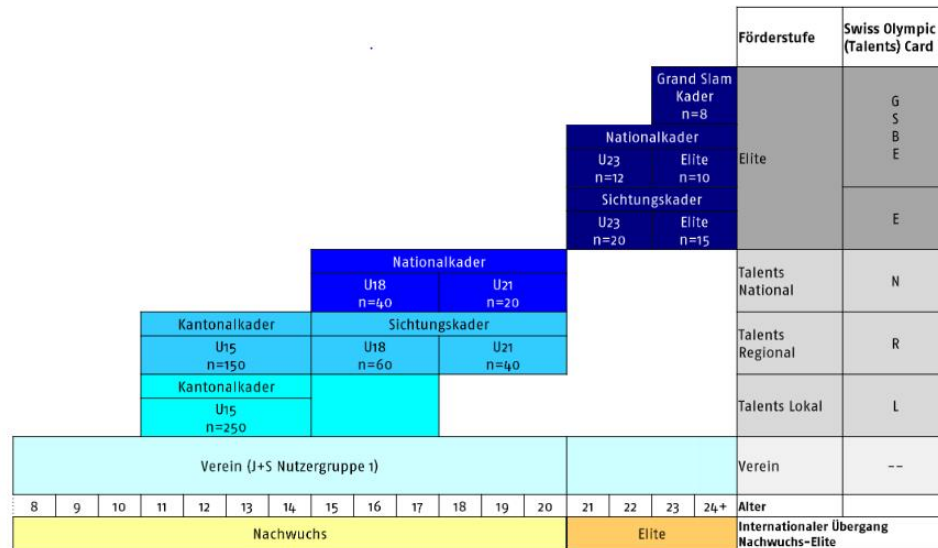 Förderstufe
Swiss Olympic
(Talents) Card
Grand Slam
Kader
n=8
Nationalkader
U23
n=12
Elite
n=10
Sichtungskader
U23
n=20
Elite
n=15
Elite
G
S
B
E
E
Nationalkader
U18
n=40
U21
n=20
Talents
National
N
Kantonalkader
Sichtungskader
U15
n=150
U18
n=60
U21
n=40
Talents
Regional
R
Kantonalkader
U15
n=250
Talents Lokal
L
Verein (J+S Nutzergruppe 1)
Verein
--
8 9 10 11 12 13 14 15 16 17 18 19 20 21 22 23 24+ Alter
Nachwuchs
Elite
Internationaler Übergang
Nachwuchs-Elite